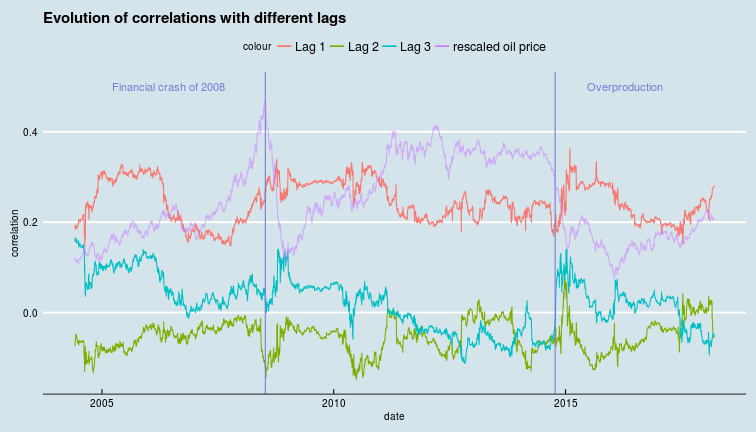 Evolution of correlations with different lags
colour Lag 1 Lag 2 Lag 3 rescaled oil price
Financial crash of 2008 Overproduction
0.4
0.2
0.0
correlation
2005 2010 2015
date